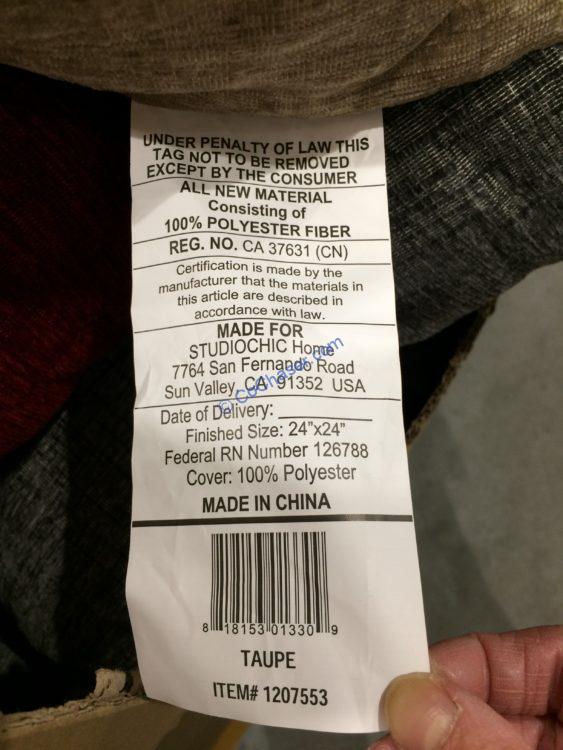 UNDER PENALTY OF LAW THIS
TAG NOT TO BE REMOVED
EXCEPT BY THE CONSUMER
ALL NEW MATERIAL
Consisting of
100% POLYESTER FIBER
REG. NO. CA 37631 (CN)
Certification is made by the
manufacturer that the materials in
this article are described in
accordance with law.
MADE FOR
STUDIOCHIC Home
7764 San Fernando Road
Sun Valley, CA 91352 USA
© CoChaser.com
Date of Delivery:
Finished Size: 24"x24"
Federal RN Number 126788
Cover: 100% Polyester
MADE IN CHINA
8 18153 01330 9
TAUPE
ITEM# 1207553